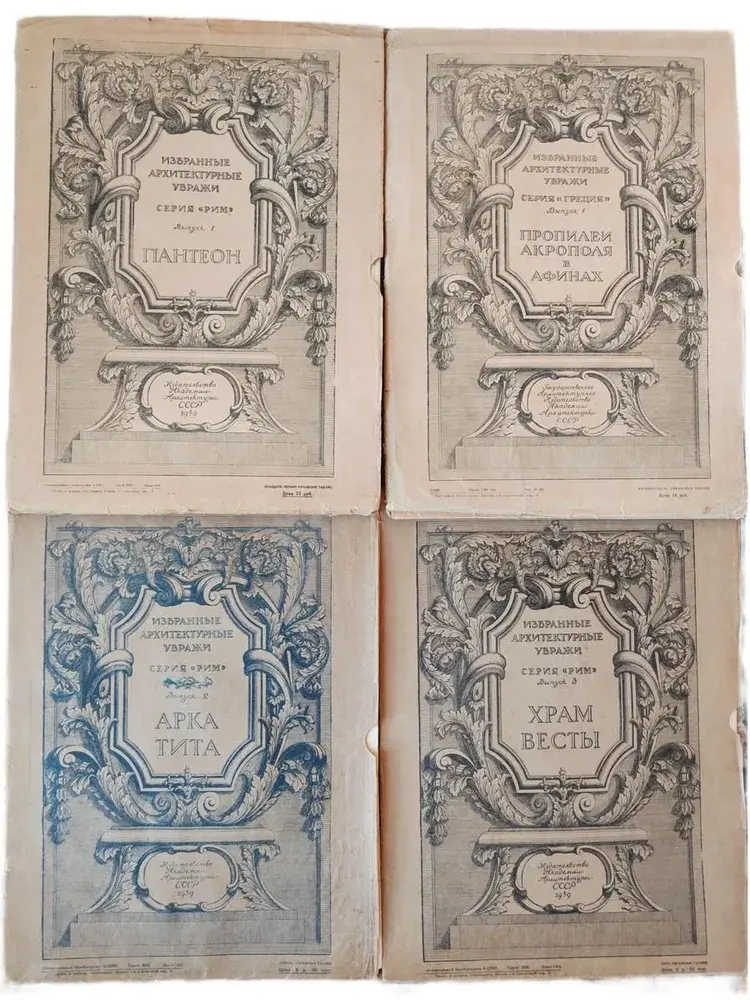 ИЗБРАННЫЕ
АРХИТЕКТУРНЫЕ
УВРАЖИ
СЕРИЯ «РИМ»
Выпуск 1
ПАНТЕОН
Издательство
Академии
Архитектуры
СССР
ИЗБРАННЫЕ
АРХИТЕКТУРНЫЕ
УВРАЖИ
СЕРИЯ «ГРЕЦИЯ»
Выпуск 1
ПРОПИЛЕИ
АКРОПОЛЯ
В
АФИНАХ
Государственное
Архитектурное
Издательство
Академии
Архитектуры
СССР
ИЗБРАННЫЕ
АРХИТЕКТУРНЫЕ
УВРАЖИ
СЕРИЯ «РИМ»
Выпуск 2
АРКА
ТИТА
Издательство
Академии
Архитектуры
СССР
1939
ИЗБРАННЫЕ
АРХИТЕКТУРНЫЕ
УВРАЖИ
СЕРИЯ «РИМ»
Выпуск 3
ХРАМ
ВЕСТЫ
Издательство
Академии
Архитектуры
СССР
1939